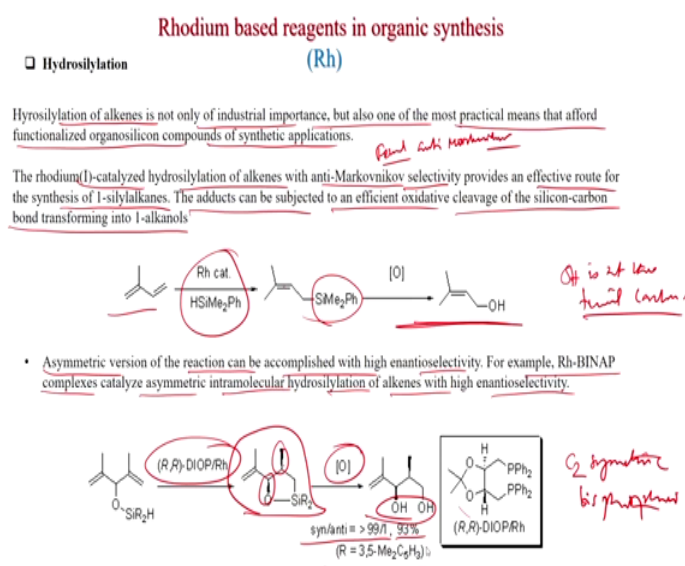 Rhodium based reagents in organic synthesis
(Rh)
❑ Hydrosilylation
Hyrosilylation of alkenes is not only of industrial importance, but also one of the most practical means that afford
functionalized organosilicon compounds of synthetic applications.
anti Markovnikov
The rhodium(I)-catalyzed hydrosilylation of alkenes with anti-Markovnikov selectivity provides an effective route for
the synthesis of 1-silylalkanes. The adducts can be subjected to an efficient oxidative cleavage of the silicon-carbon
bond transforming into 1-alkanols
Rh cat.
HSiMe2Ph
SiMe2Ph
[O]
OH
OH is at
carbon
• Asymmetric version of the reaction can be accomplished with high enantioselectivity. For example, Rh-BINAP
complexes catalyze asymmetric intramolecular hydrosilylation of alkenes with high enantioselectivity.
O SiR2H
(R,R)-DIOP/Rh
O SiR2
[O]
OH OH
syn/anti = > 99/1, 93%
(R = 3,5-Me2C6H3)
H
O PPh2
O PPh2
H
(R,R)-DIOP/Rh
C2 symmetric
bisphosphines